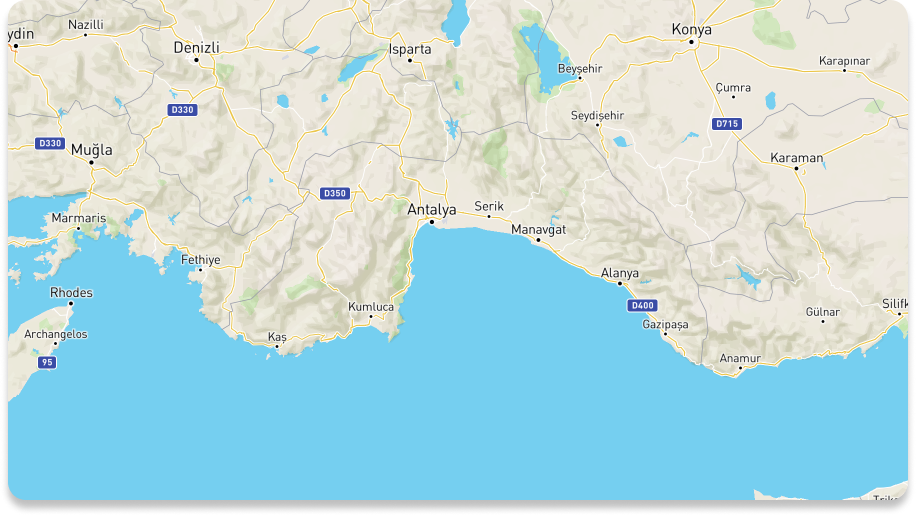 Nazilli
ydin
Denizli
Isparta
Konya
Beyşehir
Karapınar
Çumra
D330
Seydişehir
D715
D330
Muğla
Karaman
D350
Antalya
Serik
Marmaris
Manavgat
Fethiye
Alanya
Rhodes
D400
Kumluca
Gülnar
Silifk
Gazipaşa
Archangelos
Kaş
95
Anamur